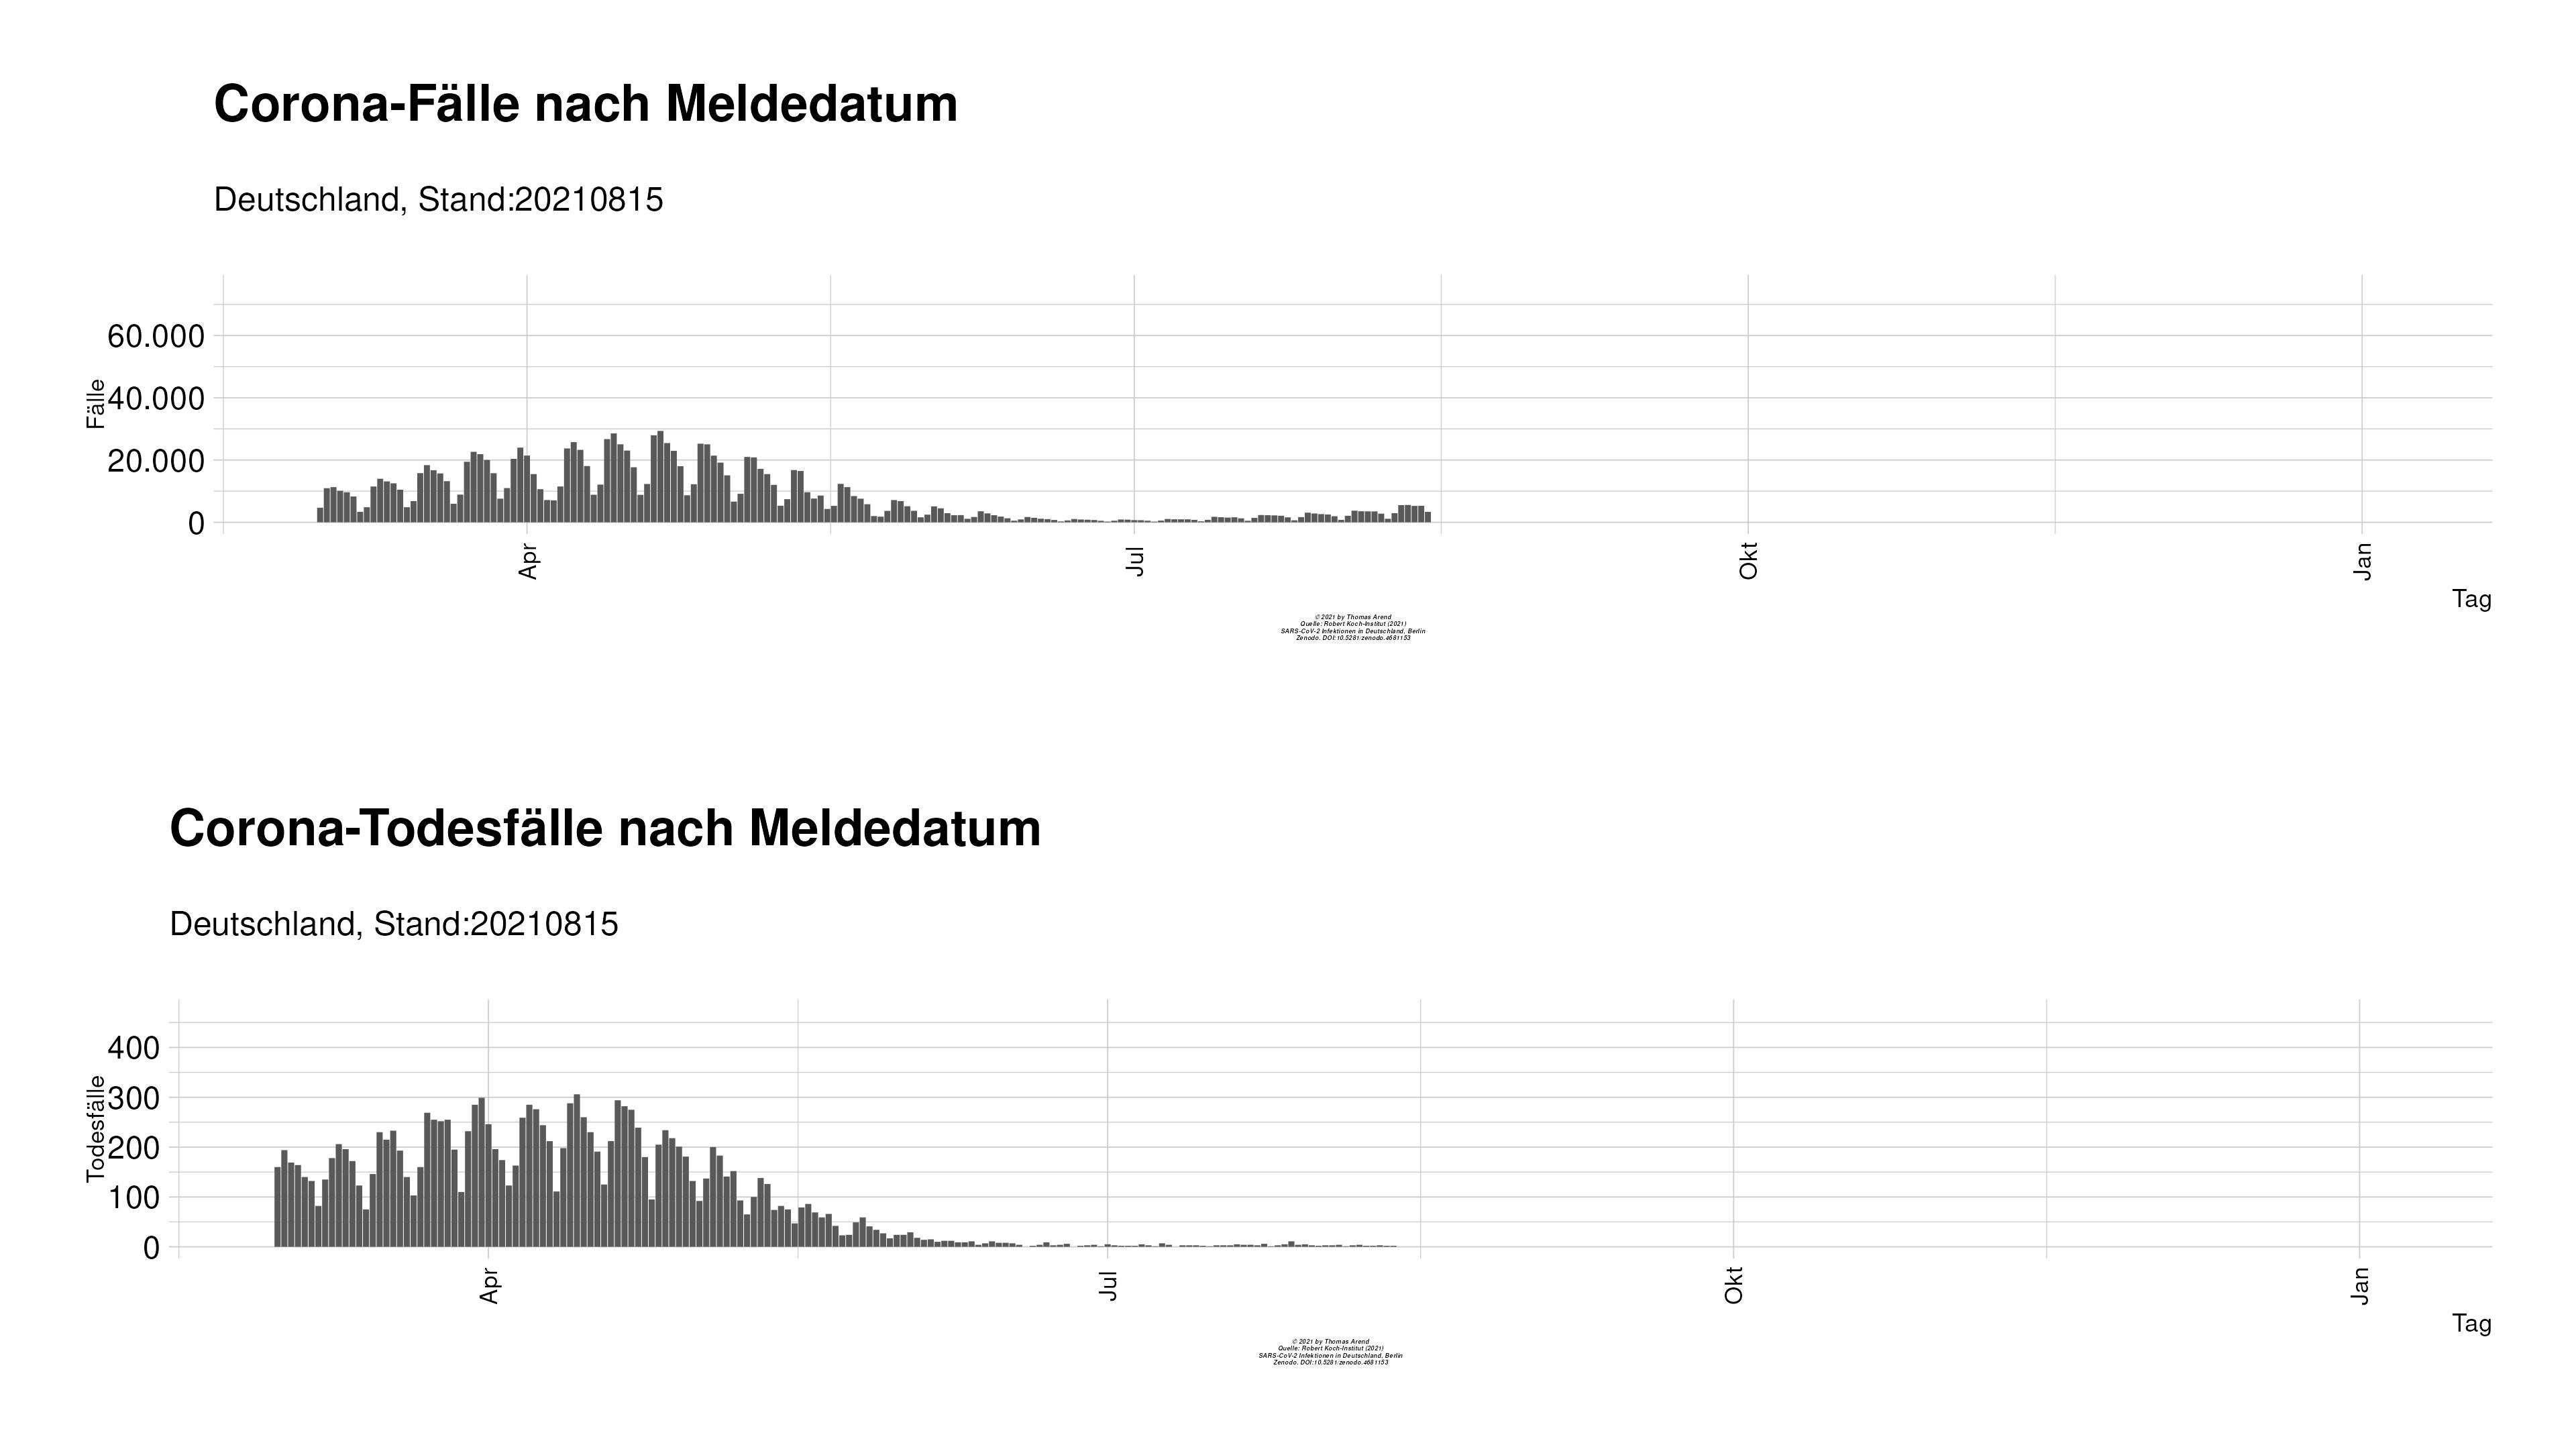 Corona-Fälle nach Meldedatum
Deutschland, Stand:20210815
60.000
40.000
20.000
0
Fälle
Apr
Jul
Okt
Jan
Tag
© 2021 by Thomas Arend
Quelle: Robert Koch-Institut (2021)
SARS-CoV-2 Infektionen in Deutschland, Berlin
Zenodo. DOI:10.5281/zenodo.4681153
Corona-Todesfälle nach Meldedatum
Deutschland, Stand:20210815
400
300
200
100
0
Todesfälle
Apr
Jul
Okt
Jan
Tag
© 2021 by Thomas Arend
Quelle: Robert Koch-Institut (2021)
SARS-CoV-2 Infektionen in Deutschland, Berlin
Zenodo. DOI:10.5281/zenodo.4681153